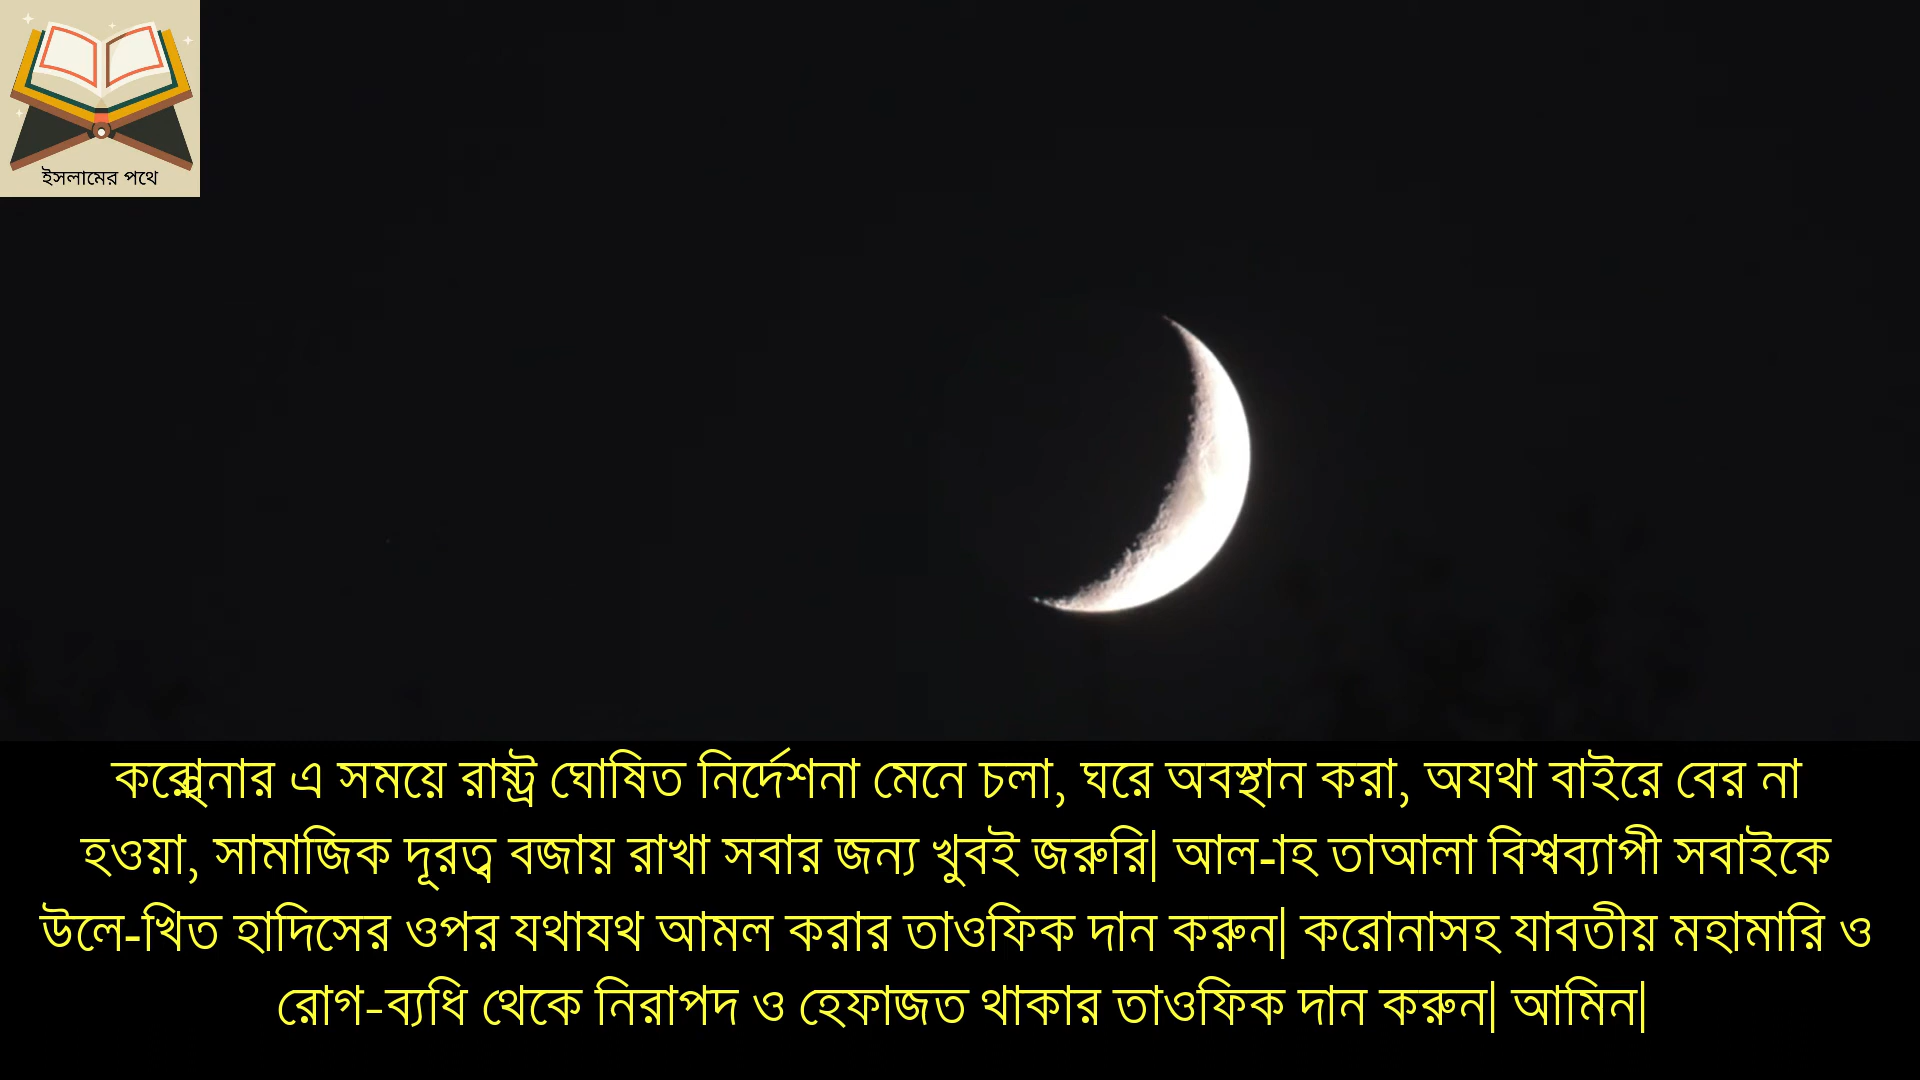 ইসলামের পথে
এ সময়ে রাষ্ট্র ঘোষিত নির্দেশনা মেনে চলা, ঘরে অবস্থান করা, অযথা বাইরে বের না
হওয়া, সামাজিক দূরত্ব বজায় রাখা সবার জন্য খুবই জরুরি| আল-াহ তাআলা বিশ্বব্যাপী সবাইকে
উলে-খিত হাদিসের ওপর যথাযথ আমল করার তাওফিক দান করুন| করোনাসহ যাবতীয় মহামারি ও
রোগ-ব্যধি থেকে নিরাপদ ও হেফাজত থাকার তাওফিক দান করুন| আমিন|